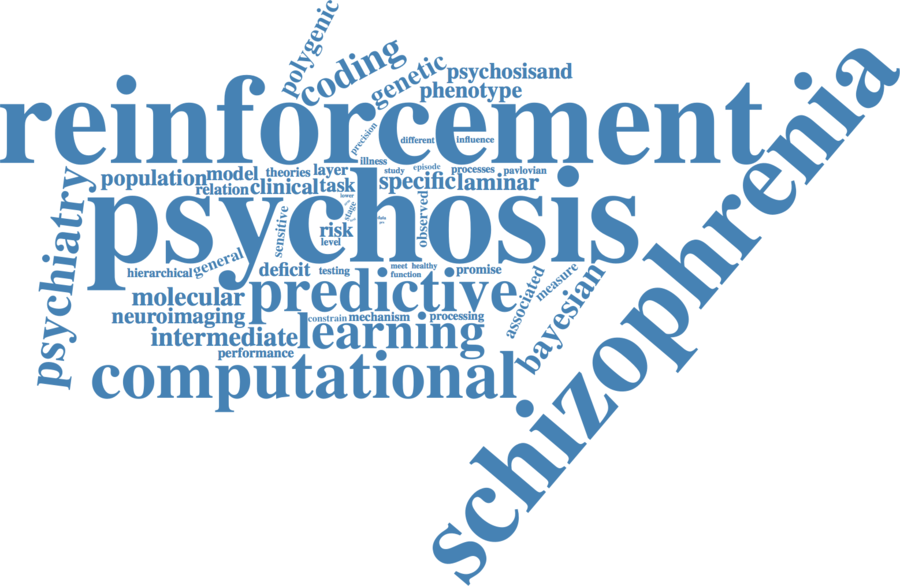 polygenic
coding
genetic
psychosisand
phenotype
reinforcement
precision
different
influence
illness
study
episode
processes
pavlovian
population
model
theories
layer
relation
clinical
task
specific
laminar
psychiatry
psychosis
lower
stage
data
sensitive
risk
level
observed
hierarchical
general
deficit
testing
meet
healthy
function
promise
molecular
predictive
associated
measure
bayesian
neuroimaging
constrain
mechanism
processing
intermediate
learning
performance
computational
schizophrenia